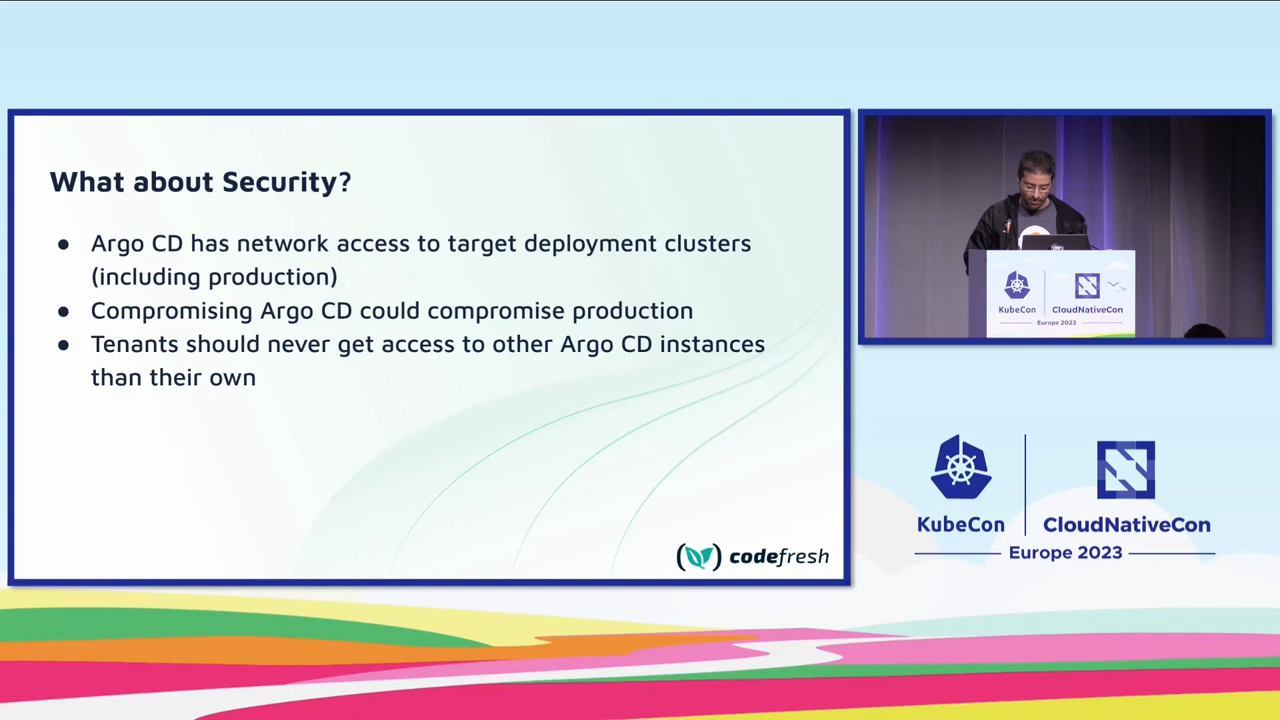 What about Security?
● Argo CD has network access to target deployment clusters
(including production)
● Compromising Argo CD could compromise production
● Tenants should never get access to other Argo CD instances
than their own
codefresh
KubeCon
CloudNativeCon
Europe 2023
KubeCon
CloudNativeCon
Europe 2023